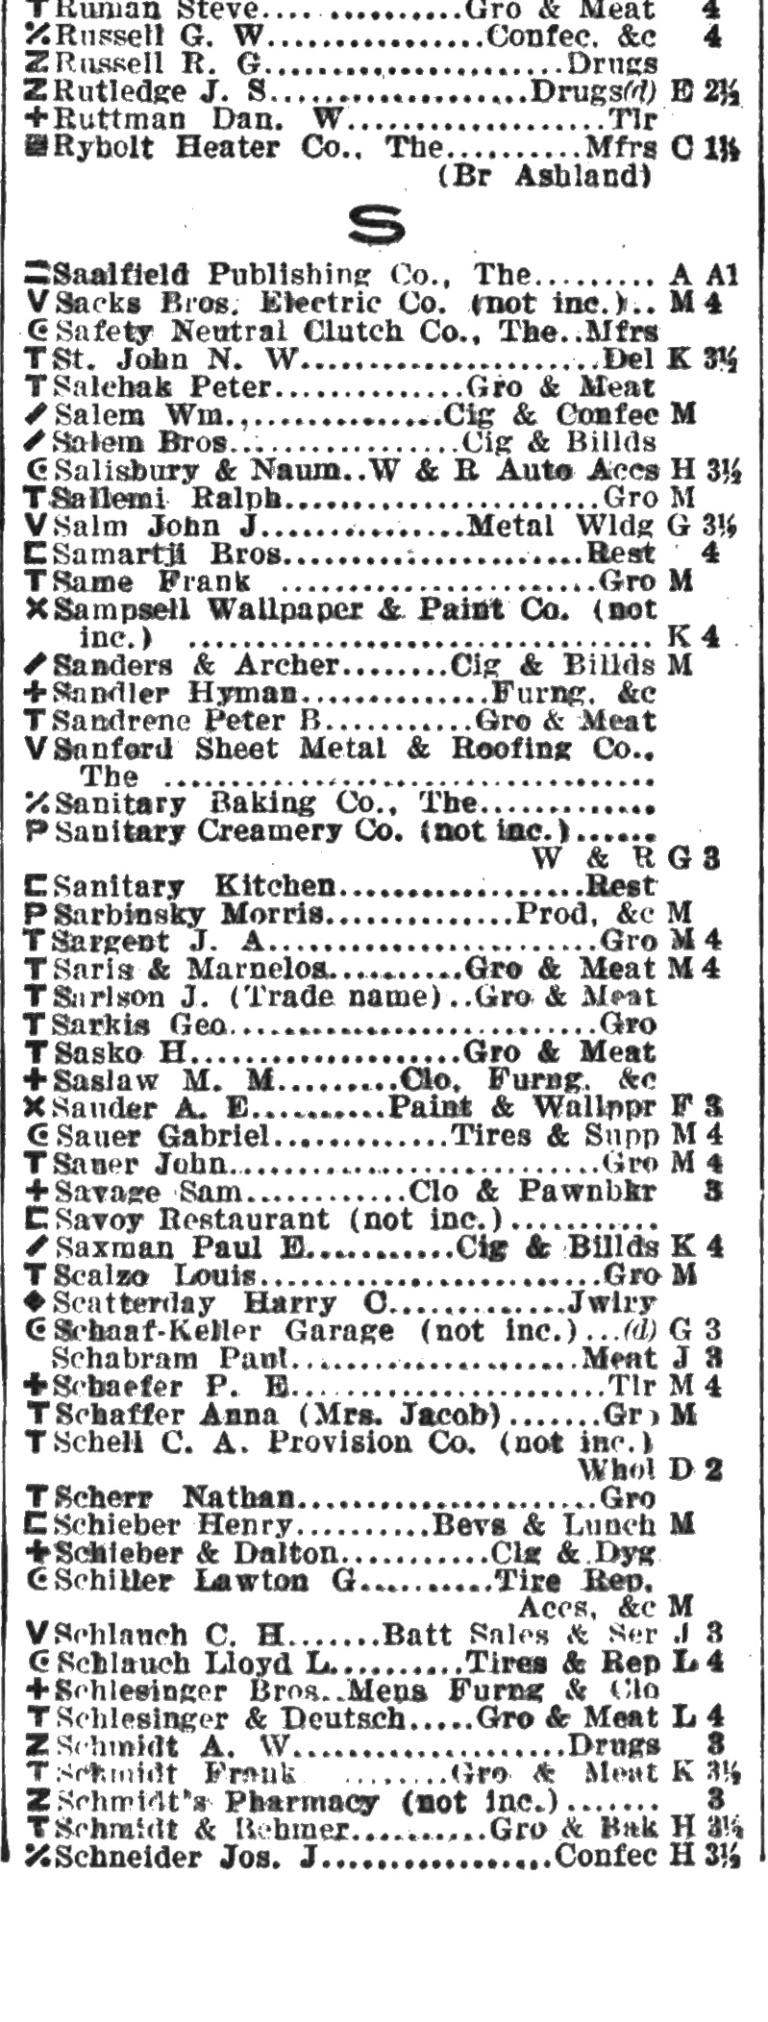 T Ruman Steve..............Gro & Meat 4
⁒ Russell G. W................Confec. &c 4
Z Russell R. G......................Drugs
Z Rutledge J. S...................Drugs(d) E 2½
+ Ruttman Dan. W...................Tlr
Rybolt Heater Co., The..........Mfrs C 1½
(Br Ashland)
S
Saalfield Publishing Co., The......... A A1
V Sacks Bros. Electric Co. (not inc.)... M 4
C Safety Neutral Clutch Co., The..Mfrs
T St. John N. W......................Del K 3½
T Salchak Peter..............Gro & Meat
/ Salem Wm.,...............Cig & Confec M
/ Salem Bros...................Cig & Billds
C Salisbury & Naum..W & R Auto Accs H 3½
T Sallemi Ralph.......................Gro M
V Salm John J...............Metal Wldg G 3½
C Samartji Bros......................Rest 4
T Same Frank .......................Gro M
X Sampsell Wallpaper & Paint Co. (not
inc.) .................................. K 4
/ Sanders & Archer........Cig & Billds M
+ Sandler Hyman..............Furng, &c
T Sandrene Peter B...........Gro & Meat
V Sanford Sheet Metal & Roofing Co.,
The ....................................
⁒ Sanitary Baking Co., The.............
P Sanitary Creamery Co. (not inc.)......
W & R G 3
C Sanitary Kitchen..................Rest
P Sarbinsky Morris..............Prod, &c M
T Sargent J. A........................Gro M 4
T Saris & Marnelos..........Gro & Meat M 4
T Sarlson J. (Trade name)..Gro & Meat
T Sarkis Geo..........................Gro
T Sasko H....................Gro & Meat
+ Saslaw M. M.........Clo, Furng, &c
X Sauder A. E..........Paint & Wallppr F 3
C Sauer Gabriel.............Tires & Supp M 4
T Sauer John...........................Gro M 4
+ Savage Sam............Clo & Pawnbkr 3
C Savoy Restaurant (not inc.)...........
/ Saxman Paul E...........Cig & Billds K 4
T Scalzo Louis.........................Gro M
◆ Scatterday Harry C.............Jwlry
C Schaaf-Keller Garage (not inc.)...(d) G 3
Schabram Paul.....................Meat J 3
+ Schaefer P. E.......................Tlr M 4
T Schaffer Anna (Mrs. Jacob).......Gro M
T Schell C. A. Provision Co. (not inc.)
Whol D 2
T Scherr Nathan......................Gro
C Schieber Henry..........Bevs & Lunch M
+ Schieber & Dalton...........Clg & Dyg
C Schiller Lawton G..........Tire Rep.
Accs, &c M
V Schlauch C. H.......Batt Sales & Ser J 3
C Schlauch Lloyd L..........Tires & Rep L 4
+ Schlesinger Bros..Mens Furng & Clo
T Schlesinger & Deutsch.....Gro & Meat L 4
Z Schmidt A. W....................Drugs 3
T Schmidt Frank ........Gro & Meat K 3½
Z Schmidt's Pharmacy (not inc.)....... 3
T Schmidt & Rehmer..........Gro & Bak H 3½
⁒ Schneider Jos. J.................Confec H 3½